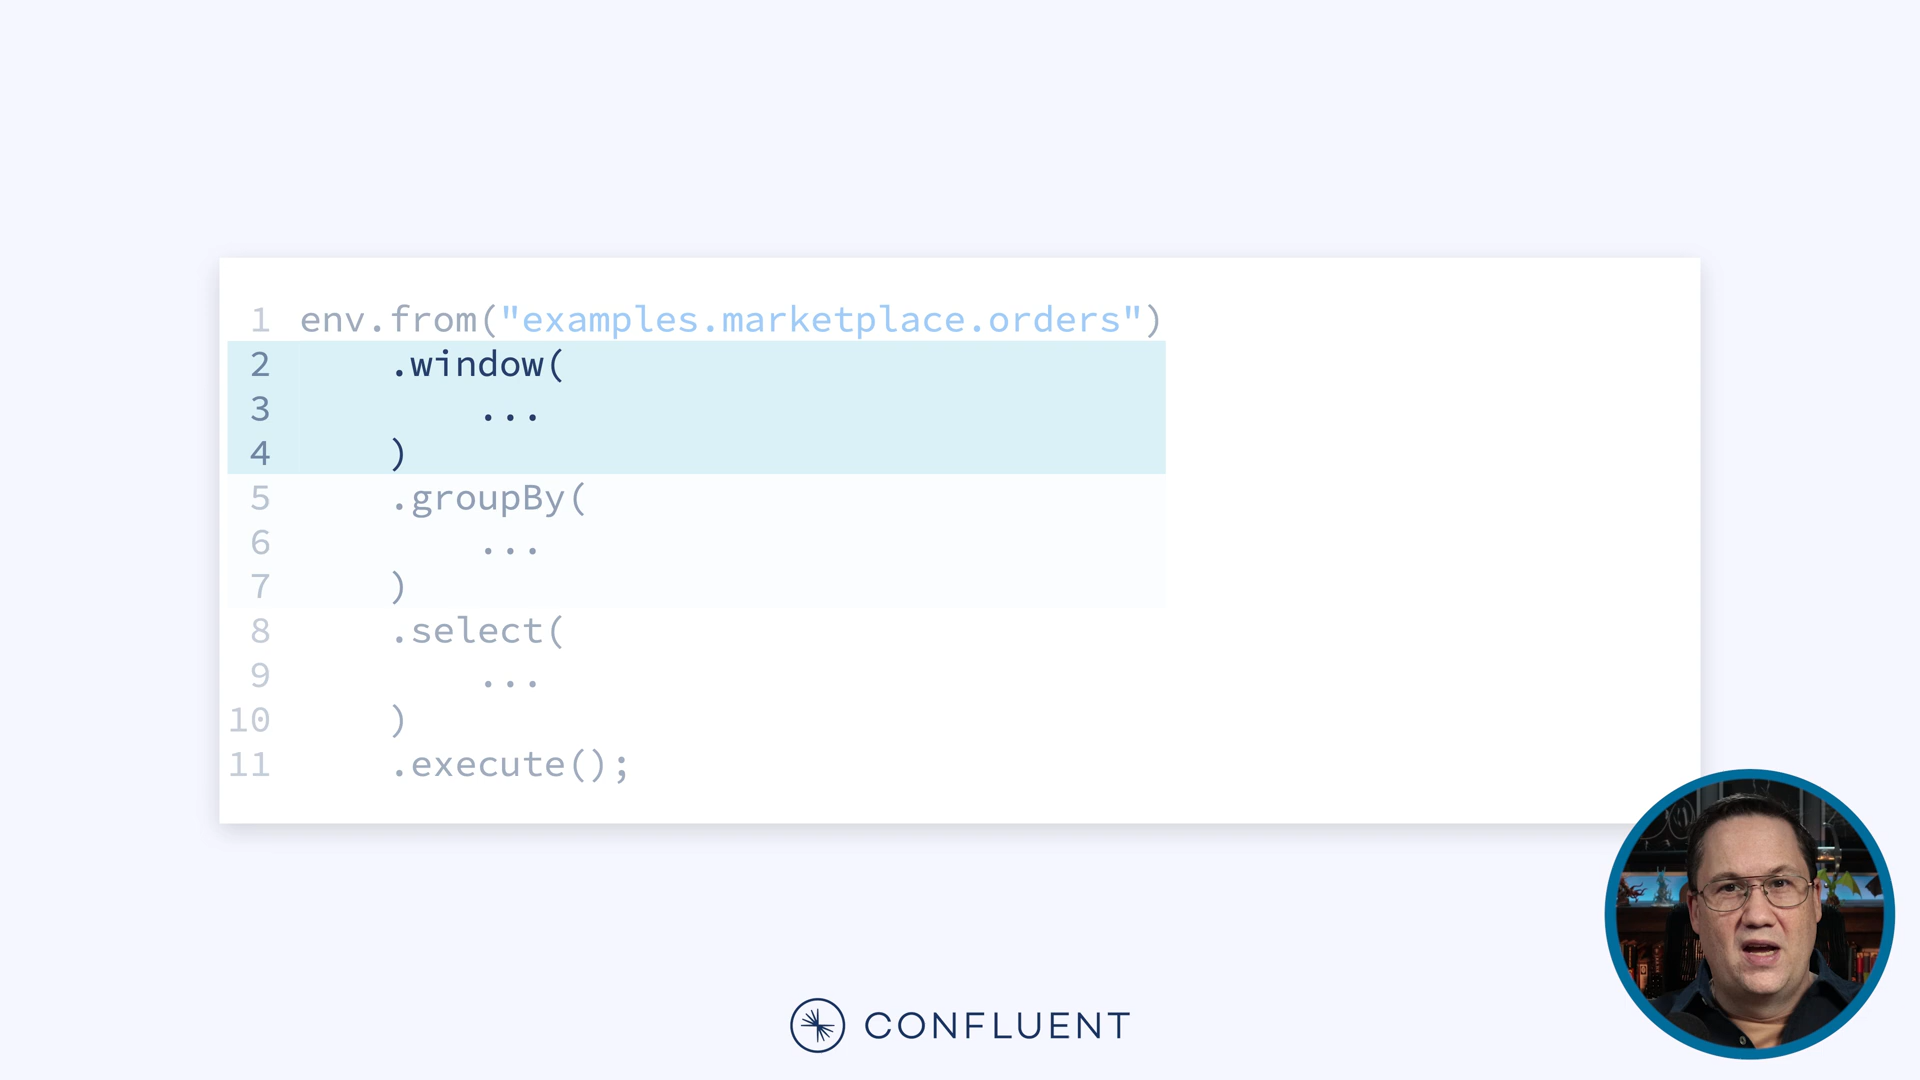 1 env.from("examples.marketplace.orders")
2     .window(
3         ...
4     )
5     .groupBy(
6         ...
7     )
8     .select(
9         ...
10     )
11     .execute();
CONFLUENT